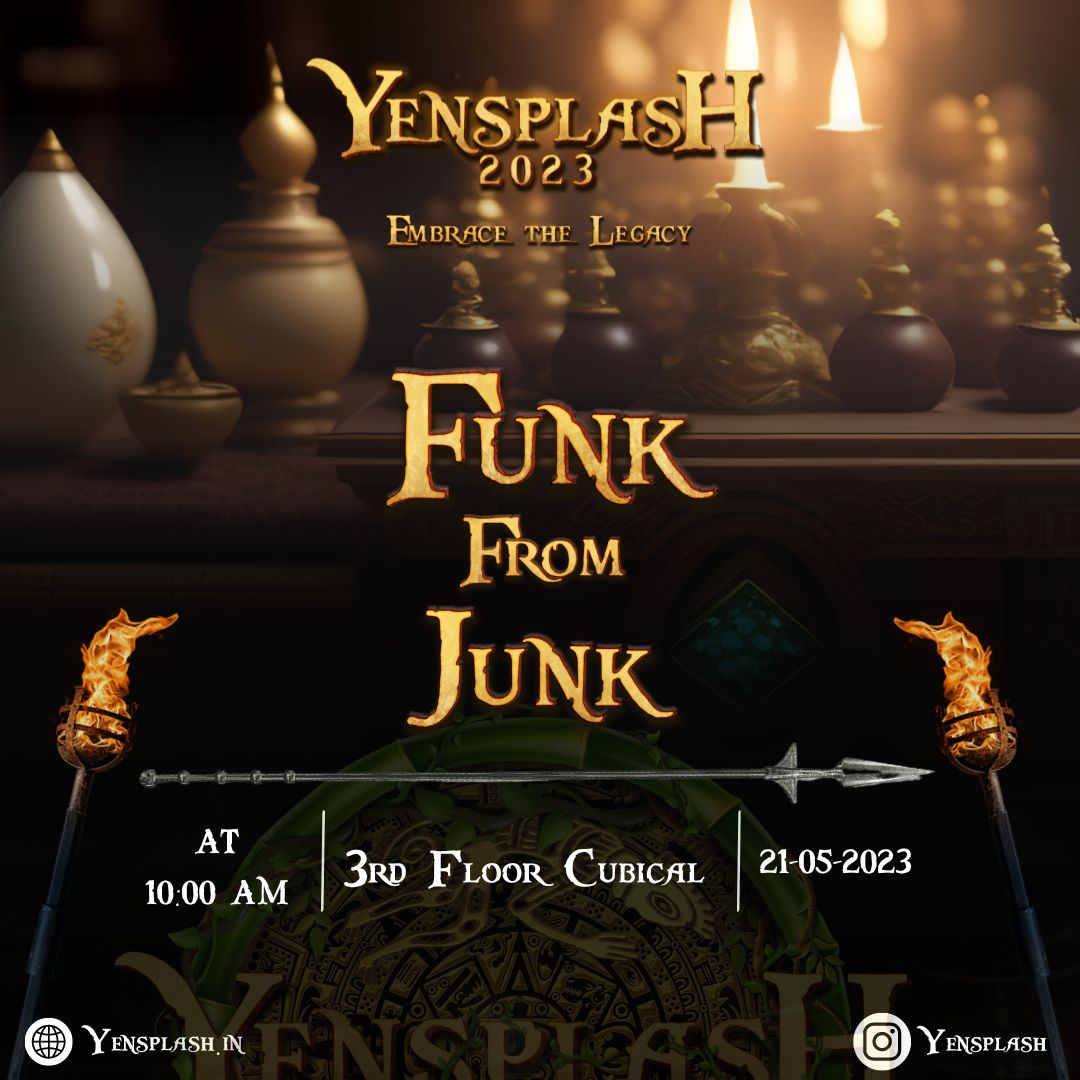 YENSPLASH
2023
EMBRACE THE LEGACY
FUNK
FROM
JUNK
AT
10:00 AM
3RD FLOOR CUBICAL
21-05-2023
YENSPLASH
YENSPLASH.IN
YENSPLASH